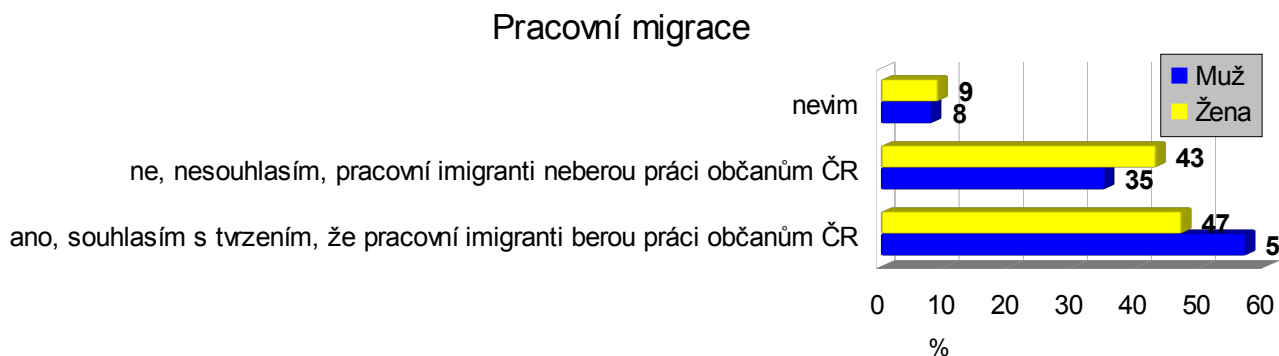 Pracovní migrace
Muž
Žena
nevim
9
8
ne, nesouhlasím, pracovní imigranti neberou práci občanům ČR
43
35
ano, souhlasím s tvrzením, že pracovní imigranti berou práci občanům ČR
47
5
0 10 20 30 40 50 60
%